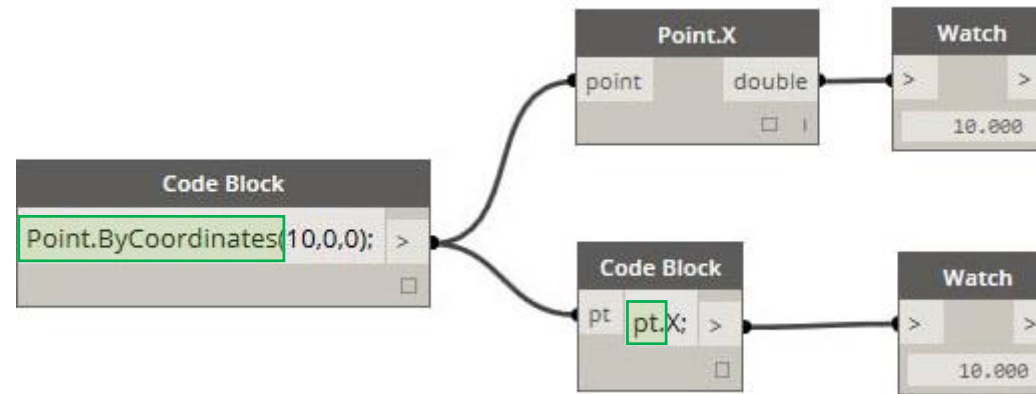 Point.X
point double
Watch
> >
10.000
Code Block
Point.ByCoordinates(10,0,0); >
Code Block
pt pt.X; >
Watch
> >
10.000